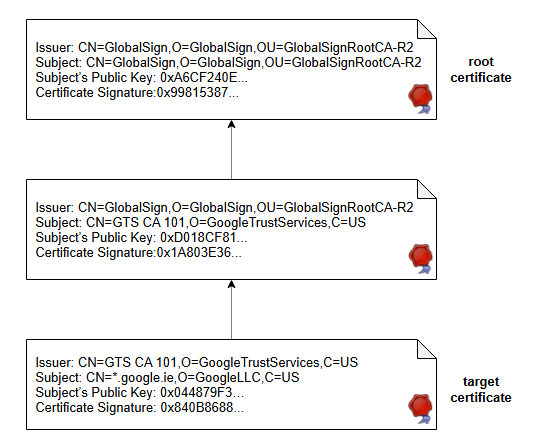 Issuer: CN=GlobalSign,O=GlobalSign,OU=GlobalSignRootCA-R2
Subject: CN=GlobalSign,O=GlobalSign,OU=GlobalSignRootCA-R2
Subject's Public Key: 0xA6CF240E...
Certificate Signature:0x99815387...
root
certificate
Issuer: CN=GlobalSign,O=GlobalSign,OU=GlobalSignRootCA-R2
Subject: CN=GTS CA 101,O=GoogleTrustServices,C=US
Subject's Public Key: 0xD018CF81...
Certificate Signature:0x1A803E36...
Issuer: CN=GTS CA 101,O=GoogleTrustServices,C=US
Subject: CN=*.google.ie,O=GoogleLLC,C=US
Subject's Public Key: 0x044879F3...
Certificate Signature: 0x840B8688...
target
certificate